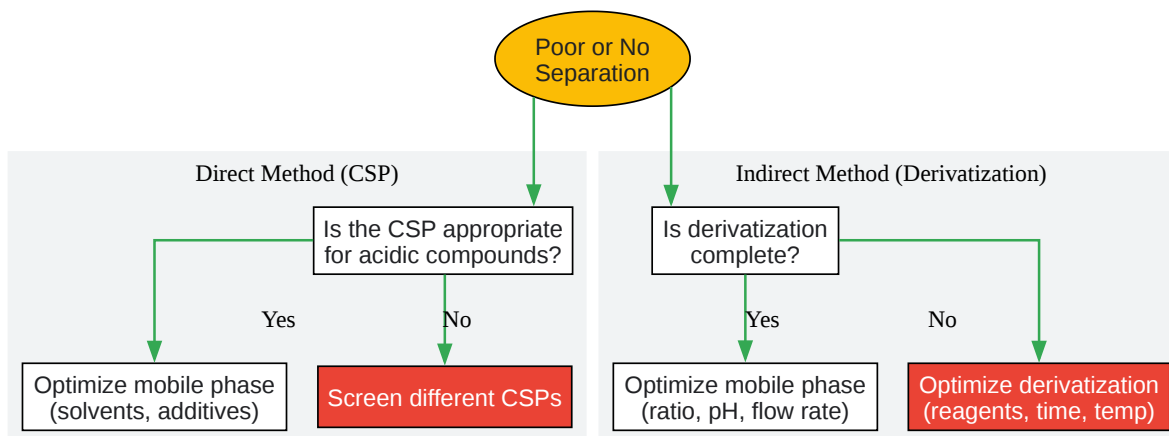 Poor or No
Separation
Direct Method (CSP)
Is the CSP appropriate
for acidic compounds?
Yes
No
Optimize mobile phase
(solvents, additives)
Screen different CSPs
Indirect Method (Derivatization)
Is derivatization
complete?
Yes
No
Optimize mobile phase
(ratio, pH, flow rate)
Optimize derivatization
(reagents, time, temp)